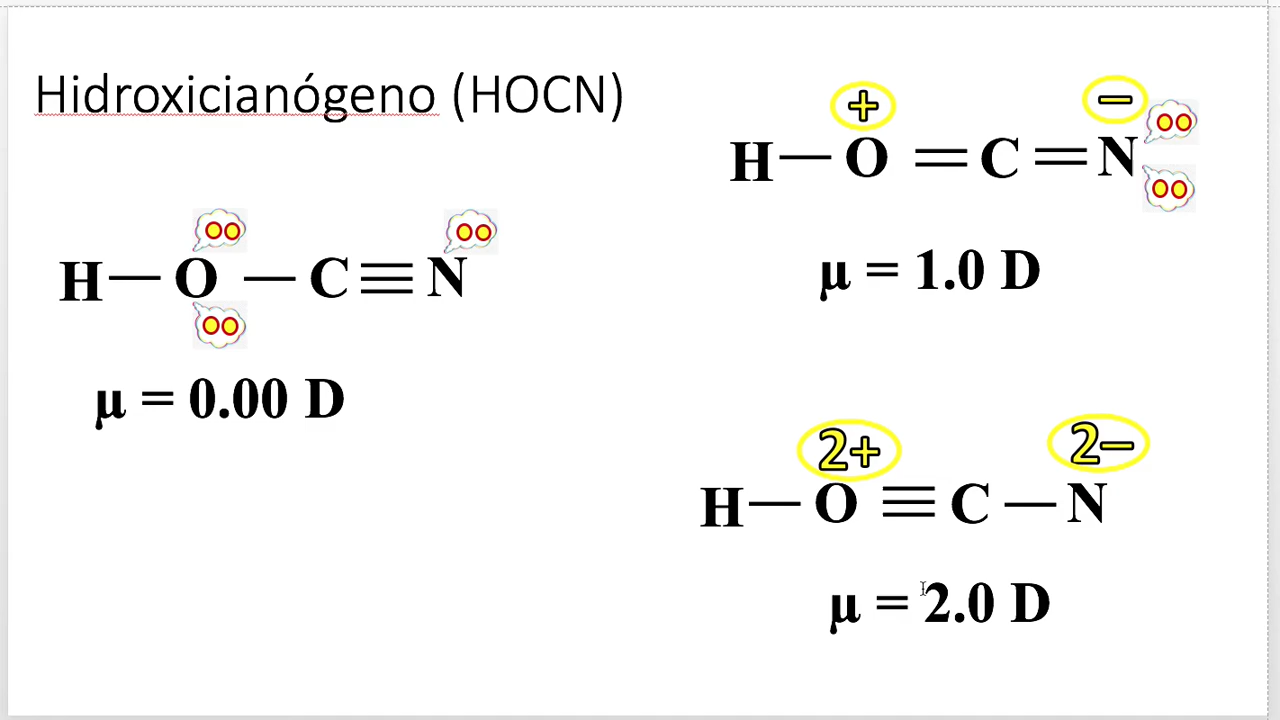 Hidroxicianógeno (HOCN)
H – O – C ≡ N
μ = 0.00 D
+ –
H – O = C = N
μ = 1.0 D
2+ 2–
H – O ≡ C – N
μ = 2.0 D